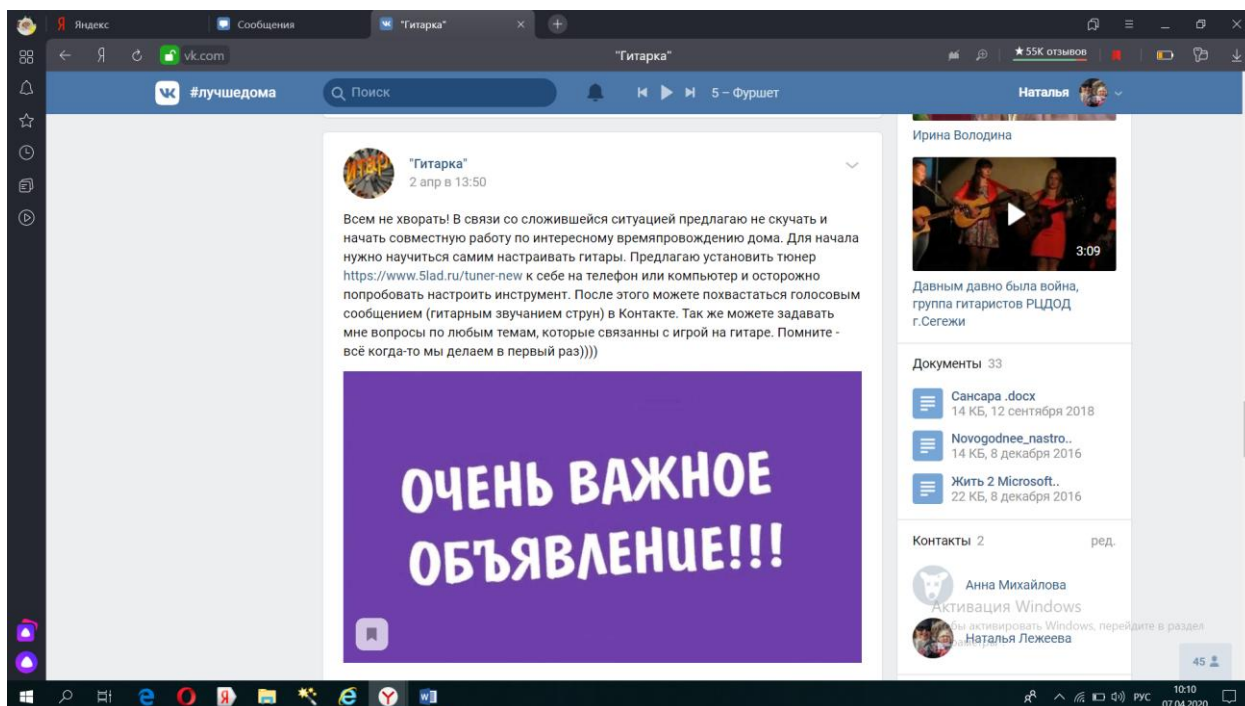 Яндекс
Сообщения
"Гитарка"
vk.com
"Гитарка"
★ 55K отзывов
#лучшедома
Поиск
5 – Фуршет
Наталья
"Гитарка"
2 апр в 13:50
Всем не хворать! В связи со сложившейся ситуацией предлагаю не скучать и
начать совместную работу по интересному времяпровождению дома. Для начала
нужно научиться самим настраивать гитары. Предлагаю установить тюнер
https://www.5lad.ru/tuner-new к себе на телефон или компьютер и осторожно
попробовать настроить инструмент. После этого можете похвастаться голосовым
сообщением (гитарным звучанием струн) в Контакте. Так же можете задавать
мне вопросы по любым темам, которые связанны с игрой на гитаре. Помните -
всё когда-то мы делаем в первый раз))))
ОЧЕНЬ ВАЖНОЕ
ОБЪЯВЛЕНИЕ!!!
Ирина Володина
3:09
Давным давно была война,
группа гитаристов РЦДОД
г.Сегежи
Документы 33
Сансара .docx
14 КБ, 12 сентября 2018
Novogodnee_nastro..
14 КБ, 8 декабря 2016
Жить 2 Microsoft..
22 КБ, 8 декабря 2016
Контакты 2
ред.
Анна Михайлова
Активация Windows
бы активировать Windows, перейдите в раздел
Наталья Лежеева
45
РУС
10:10
07.04.2020